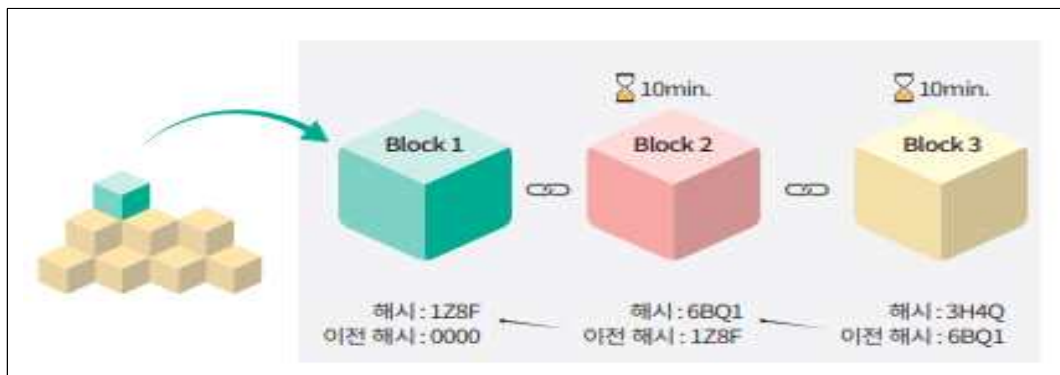 10min.
10min.
Block 1
Block 2
Block 3
해시 : 1Z8F
이전 해시 : 0000
해시 : 6BQ1
이전 해시 : 1Z8F
해시 : 3H4Q
이전 해시 : 6BQ1